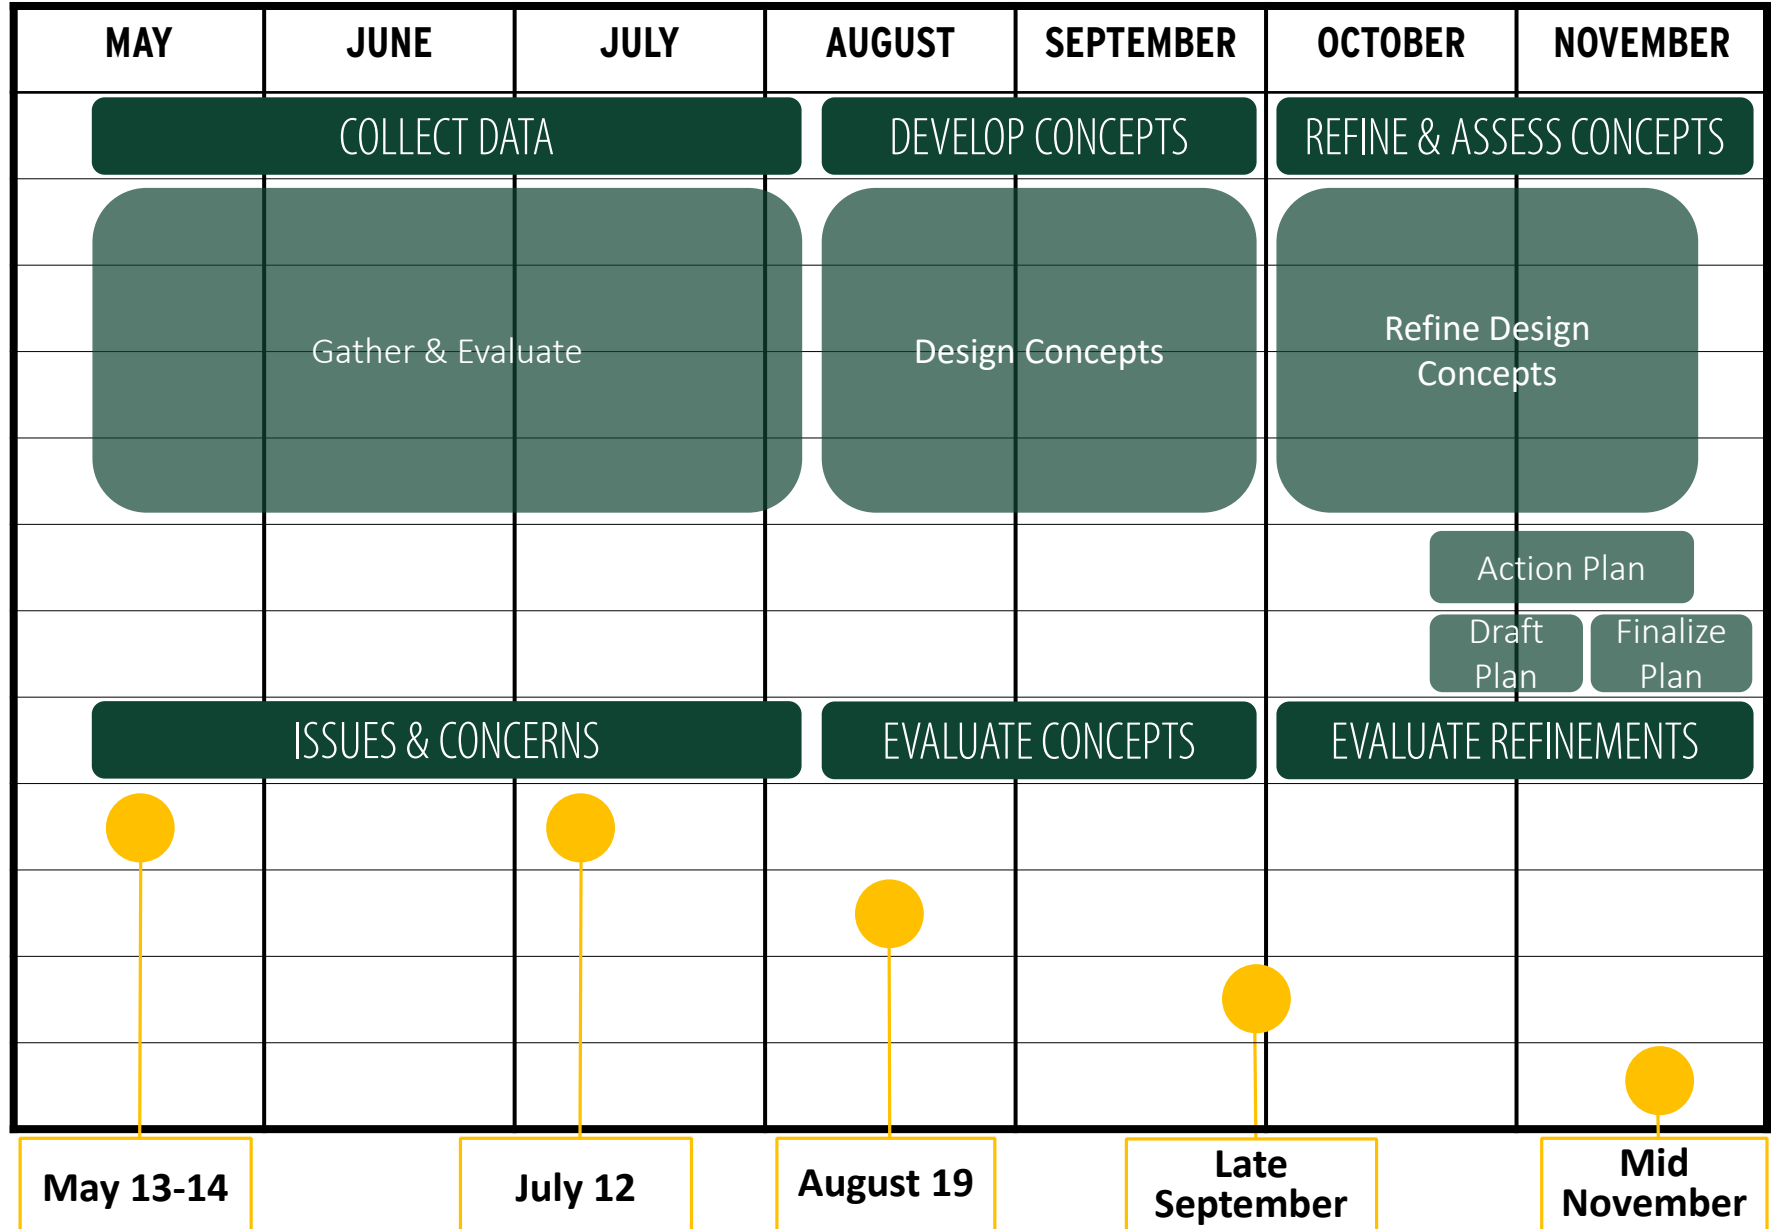 MAY JUNE JULY AUGUST SEPTEMBER OCTOBER NOVEMBER
COLLECT DATA DEVELOP CONCEPTS REFINE & ASSESS CONCEPTS
Gather & Evaluate
Design Concepts
Refine Design
Concepts
Action Plan
Draft
Plan
Finalize
Plan
ISSUES & CONCERNS EVALUATE CONCEPTS EVALUATE REFINEMENTS
May 13-14
July 12
August 19
Late
September
Mid
November